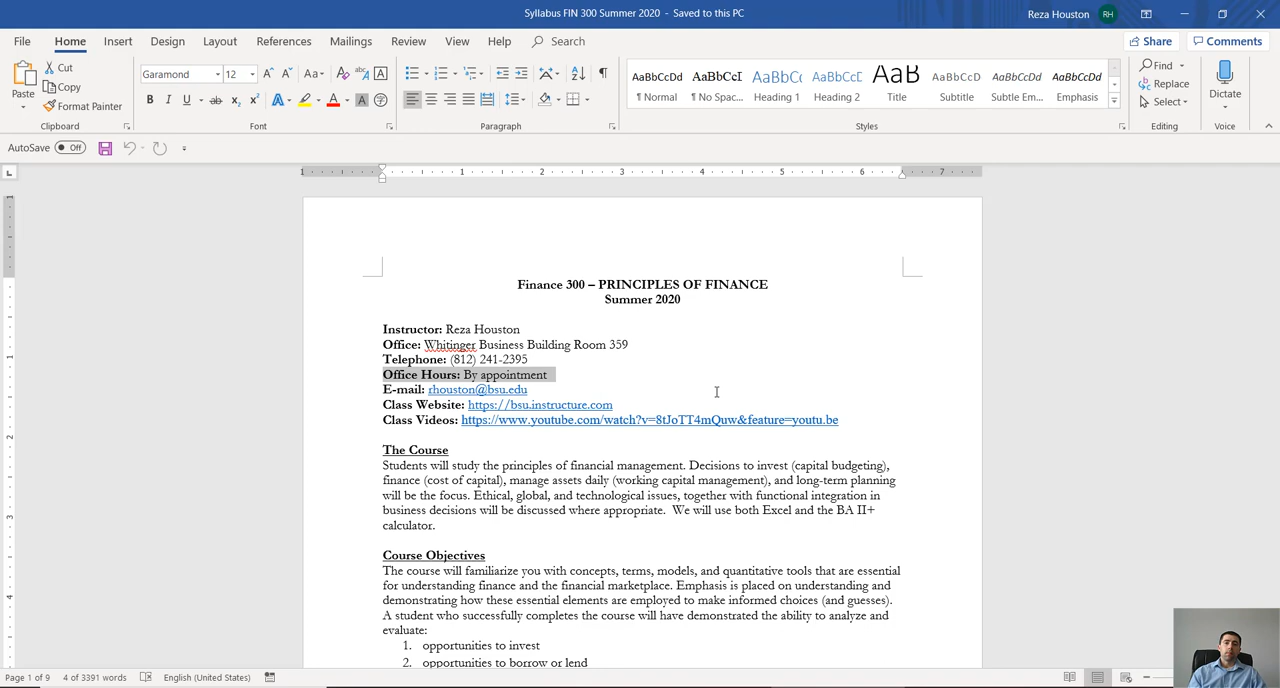 Syllabus FIN 300 Summer 2020 - Saved to this PC
Reza Houston RH
File Home Insert Design Layout References Mailings Review View Help Search Share Comments
Paste Cut Copy Format Painter
Garamond 12
AaBbCcDd AaBbCcI AaBbC AaBbCcC AaB AaBbCcD AaBbCcDd AaBbCcDd
¶ Normal ¶ No Spac... Heading 1 Heading 2 Title Subtitle Subtle Em... Emphasis
Find Replace Select Dictate
Clipboard Font Paragraph Styles Editing Voice
AutoSave Off
Finance 300 – PRINCIPLES OF FINANCE
Summer 2020
Instructor: Reza Houston
Office: Whitinger Business Building Room 359
Telephone: (812) 241-2395
Office Hours: By appointment
E-mail: rhouston@bsu.edu
Class Website: https://bsu.instructure.com
Class Videos: https://www.youtube.com/watch?v=8tJoTT4mQuw&feature=youtu.be
The Course
Students will study the principles of financial management. Decisions to invest (capital budgeting),
finance (cost of capital), manage assets daily (working capital management), and long-term planning
will be the focus. Ethical, global, and technological issues, together with functional integration in
business decisions will be discussed where appropriate.  We will use both Excel and the BA II+
calculator.
Course Objectives
The course will familiarize you with concepts, terms, models, and quantitative tools that are essential
for understanding finance and the financial marketplace. Emphasis is placed on understanding and
demonstrating how these essential elements are employed to make informed choices (and guesses).
A student who successfully completes the course will have demonstrated the ability to analyze and
evaluate:
1. opportunities to invest
2. opportunities to borrow or lend
Page 1 of 9 4 of 3391 words English (United States)